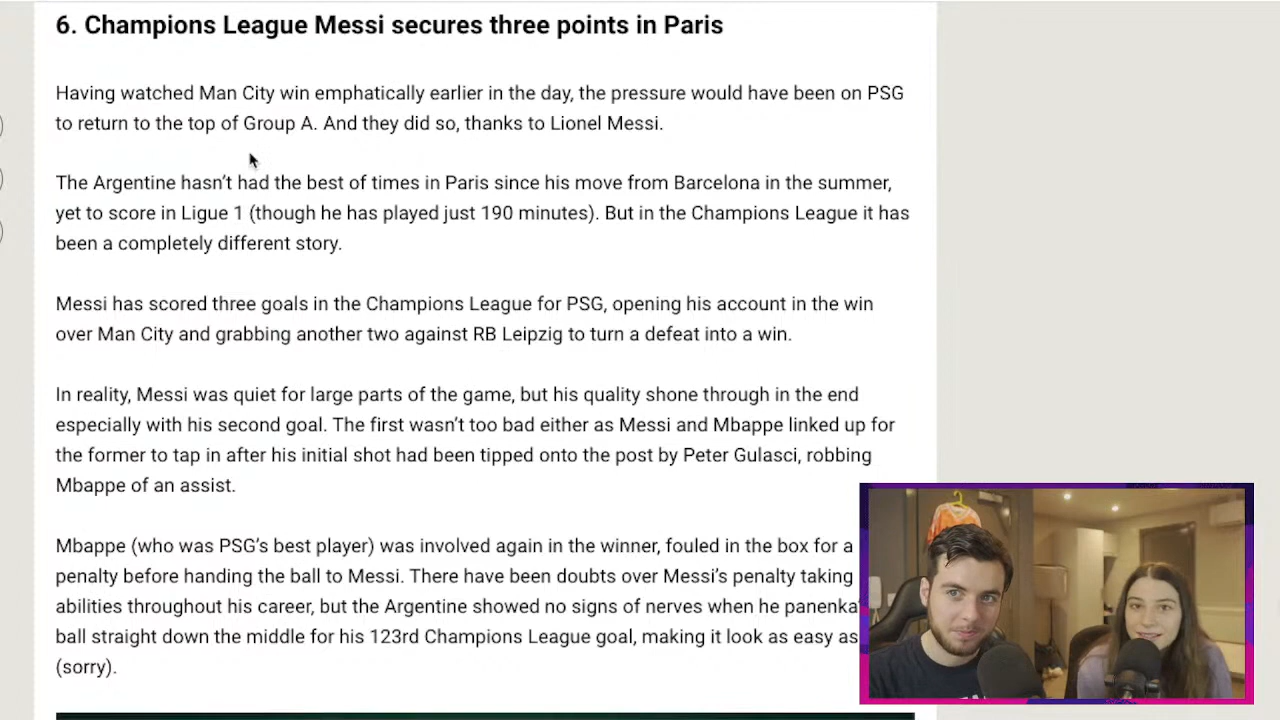 6. Champions League Messi secures three points in Paris
Having watched Man City win emphatically earlier in the day, the pressure would have been on PSG
to return to the top of Group A. And they did so, thanks to Lionel Messi.
The Argentine hasn't had the best of times in Paris since his move from Barcelona in the summer,
yet to score in Ligue 1 (though he has played just 190 minutes). But in the Champions League it has
been a completely different story.
Messi has scored three goals in the Champions League for PSG, opening his account in the win
over Man City and grabbing another two against RB Leipzig to turn a defeat into a win.
In reality, Messi was quiet for large parts of the game, but his quality shone through in the end
especially with his second goal. The first wasn't too bad either as Messi and Mbappe linked up for
the former to tap in after his initial shot had been tipped onto the post by Peter Gulasci, robbing
Mbappe of an assist.
Mbappe (who was PSG's best player) was involved again in the winner, fouled in the box for a
penalty before handing the ball to Messi. There have been doubts over Messi's penalty taking
abilities throughout his career, but the Argentine showed no signs of nerves when he panenka
ball straight down the middle for his 123rd Champions League goal, making it look as easy as
(sorry).